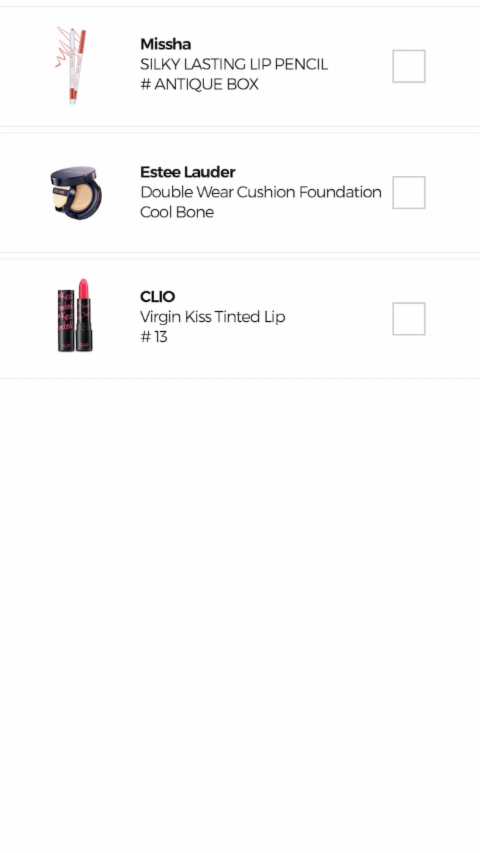 Missha
SILKY LASTING LIP PENCIL
# ANTIQUE BOX
Estee Lauder
Double Wear Cushion Foundation
Cool Bone
CLIO
Virgin Kiss Tinted Lip
# 13